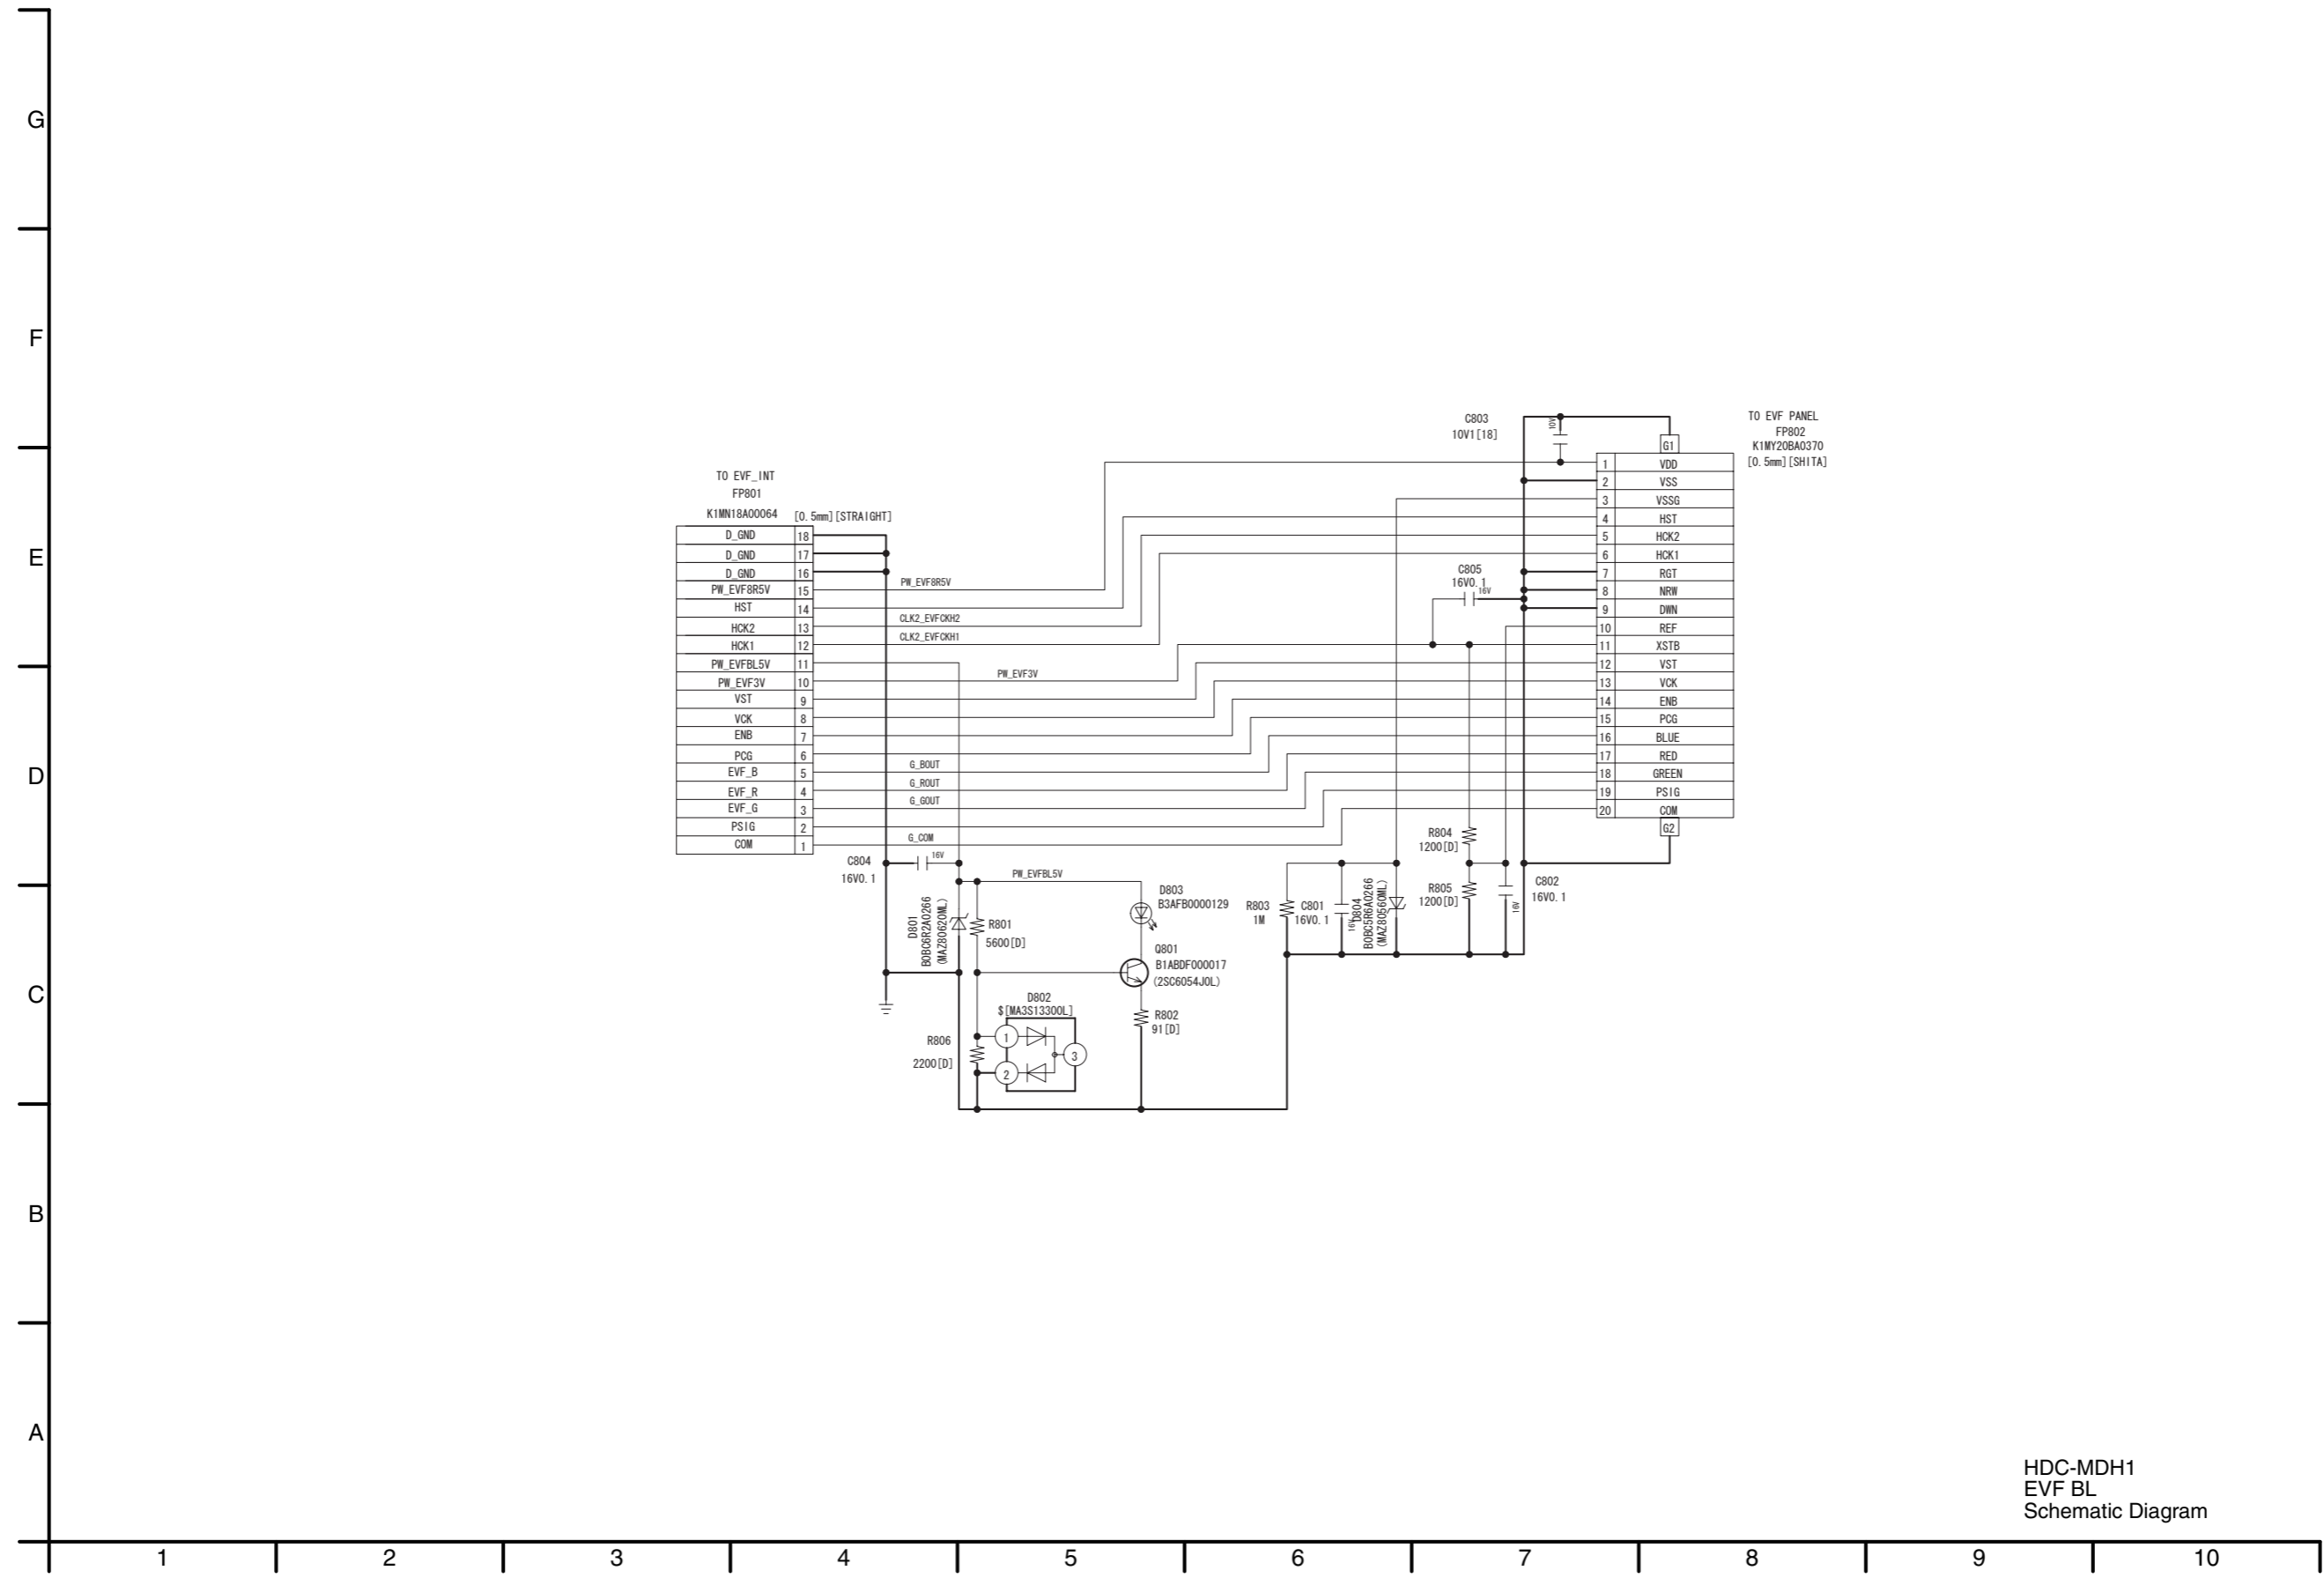 G
F
E
D
C
B
A
1
2
3
4
5
6
7
8
9
10
TO EVF_INT
FP801
K1MN18A00064 [0.5mm][STRAIGHT]
D_GND 18
D_GND 17
D_GND 16
PW_EVF8R5V 15
HST 14
HCK2 13
HCK1 12
PW_EVFBL5V 11
PW_EVF3V 10
VST 9
VCK 8
ENB 7
PCG 6
EVF_B 5
EVF_R 4
EVF_G 3
PSIG 2
COM 1
PW_EVF8R5V
CLK2_EVFCKH2
CLK2_EVFCKH1
PW_EVF3V
G_BOUT
G_ROUT
G_GOUT
G_COM
C804
16V0.1
16V
PW_EVFBL5V
D801
B0BC6R2A0266
(MAZ80620ML)
R801
5600[D]
D803
B3AFB0000129
Q801
B1ABDF000017
(2SC6054J0L)
D802
$[MA3S13300L]
1
2
3
R806
2200[D]
R802
91[D]
R803
1M
C801
16V0.1
16V
D804
B0BC5R6A0266
(MAZ80560ML)
R804
1200[D]
R805
1200[D]
C802
16V0.1
16V
C805
16V0.1
16V
C803
10V1[18]
10V
TO EVF PANEL
FP802
K1MY20BA0370
[0.5mm][SHITA]
G1
1 VDD
2 VSS
3 VSSG
4 HST
5 HCK2
6 HCK1
7 RGT
8 NRW
9 DWN
10 REF
11 XSTB
12 VST
13 VCK
14 ENB
15 PCG
16 BLUE
17 RED
18 GREEN
19 PSIG
20 COM
G2
HDC-MDH1
EVF BL
Schematic Diagram